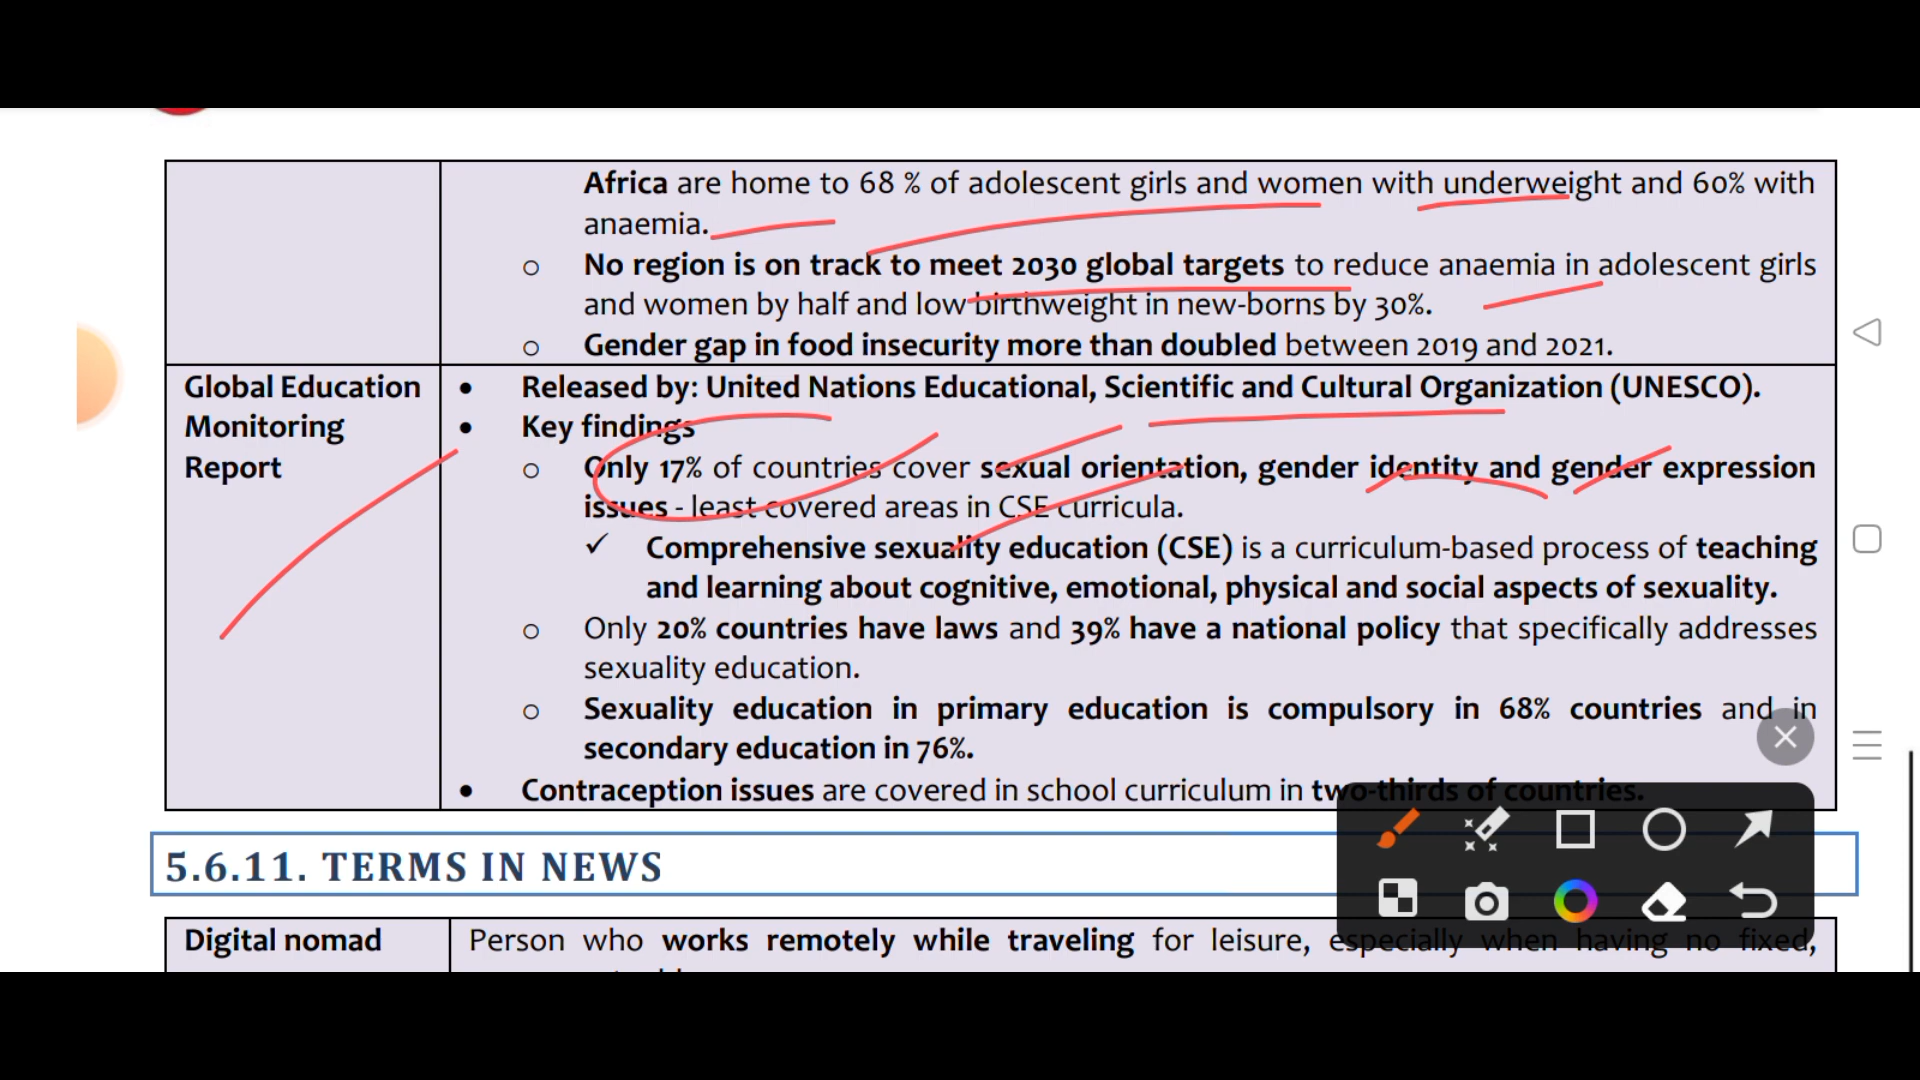 Africa are home to 68 % of adolescent girls and women with underweight and 60% with
anaemia.
o No region is on track to meet 2030 global targets to reduce anaemia in adolescent girls
and women by half and low birthweight in new-borns by 30%.
o Gender gap in food insecurity more than doubled between 2019 and 2021.
Global Education
Monitoring
Report
• Released by: United Nations Educational, Scientific and Cultural Organization (UNESCO).
• Key findings
o Only 17% of countries cover sexual orientation, gender identity and gender expression
issues - least covered areas in CSE curricula.
✓ Comprehensive sexuality education (CSE) is a curriculum-based process of teaching
and learning about cognitive, emotional, physical and social aspects of sexuality.
o Only 20% countries have laws and 39% have a national policy that specifically addresses
sexuality education.
o Sexuality education in primary education is compulsory in 68% countries and in
secondary education in 76%.
• Contraception issues are covered in school curriculum in two-thirds of countries.
5.6.11. TERMS IN NEWS
Digital nomad
Person who works remotely while traveling for leisure, especially when having no fixed,